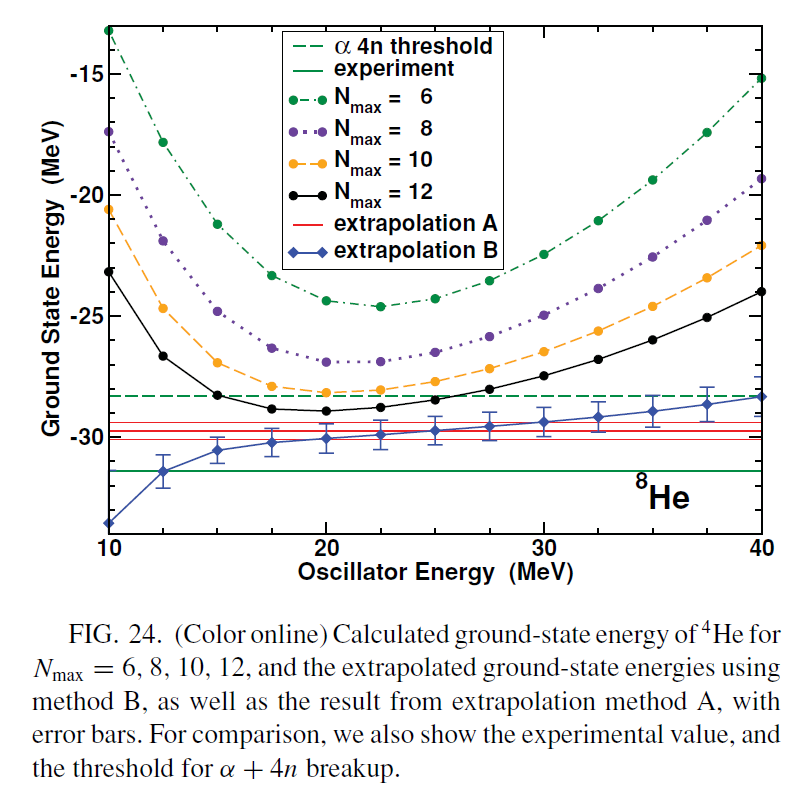 α 4n threshold
experiment
N_max = 6
N_max = 8
N_max = 10
N_max = 12
extrapolation A
extrapolation B
-15
-20
-25
-30
Ground State Energy (MeV)
⁸He
10 20 30 40
Oscillator Energy (MeV)
FIG. 24. (Color online) Calculated ground-state energy of ⁴He for
N_max = 6, 8, 10, 12, and the extrapolated ground-state energies using
method B, as well as the result from extrapolation method A, with
error bars. For comparison, we also show the experimental value, and
the threshold for α + 4n breakup.